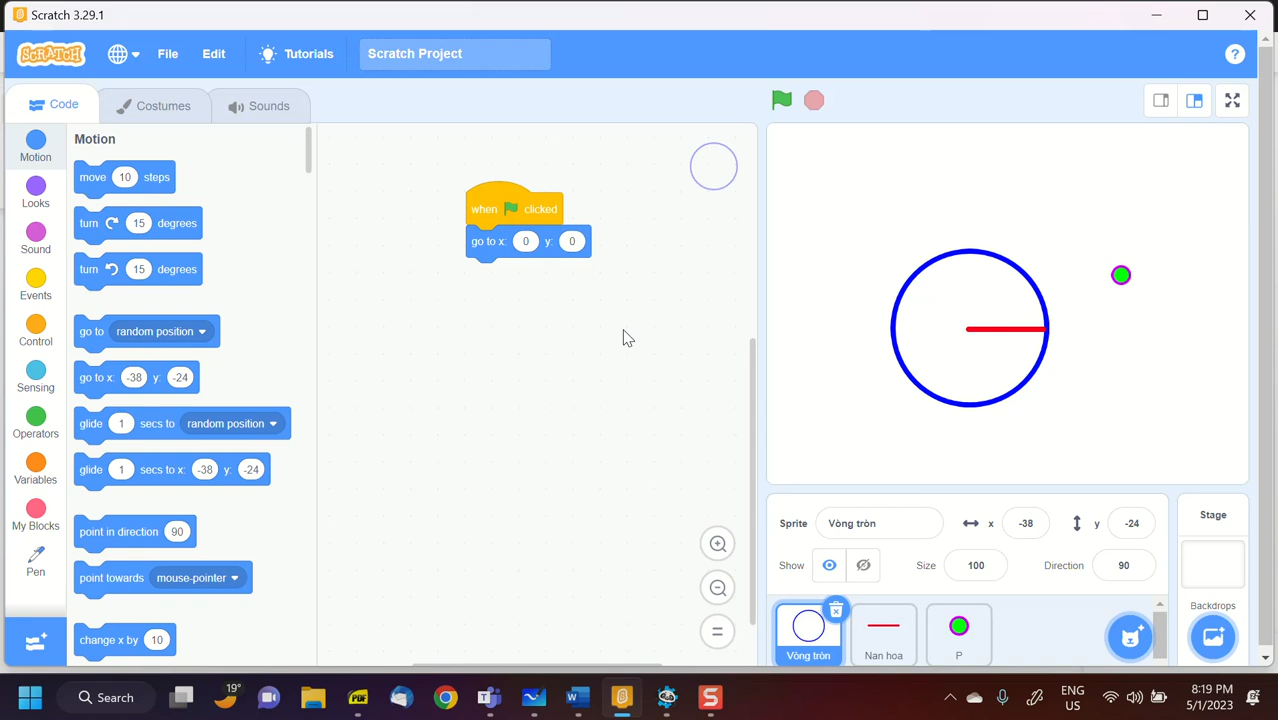 Scratch 3.29.1
SCRATCH
File
Edit
Tutorials
Scratch Project
?
Code
Costumes
Sounds
Motion
Looks
Sound
Events
Control
Sensing
Operators
Variables
My Blocks
Pen
Motion
move 10 steps
turn 15 degrees
turn 15 degrees
go to random position
go to x: -38 y: -24
glide 1 secs to random position
glide 1 secs to x: -38 y: -24
point in direction 90
point towards mouse-pointer
change x by 10
when clicked
go to x: 0 y: 0
Sprite Vòng tròn x -38 y -24
Show Size 100 Direction 90
Vòng tròn
Nan hoa
P
Stage
Backdrops
Search
19°
PDF
W
S
ENG
US
8:19 PM
5/1/2023